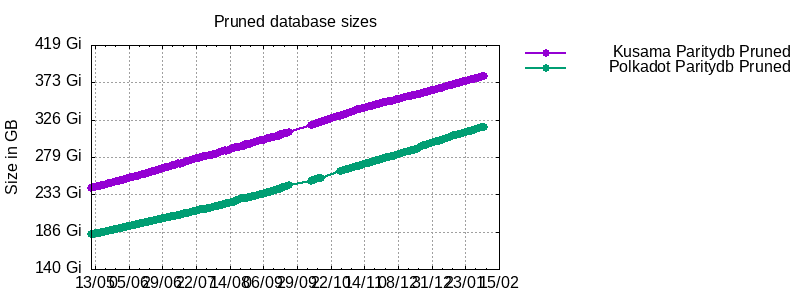 Pruned database sizes
Kusama Paritydb Pruned
Polkadot Paritydb Pruned
Size in GB
419 Gi
373 Gi
326 Gi
279 Gi
233 Gi
186 Gi
140 Gi
13/05 05/06 29/06 22/07 14/08 06/09 29/09 22/10 14/11 08/12 31/12 23/01 15/02